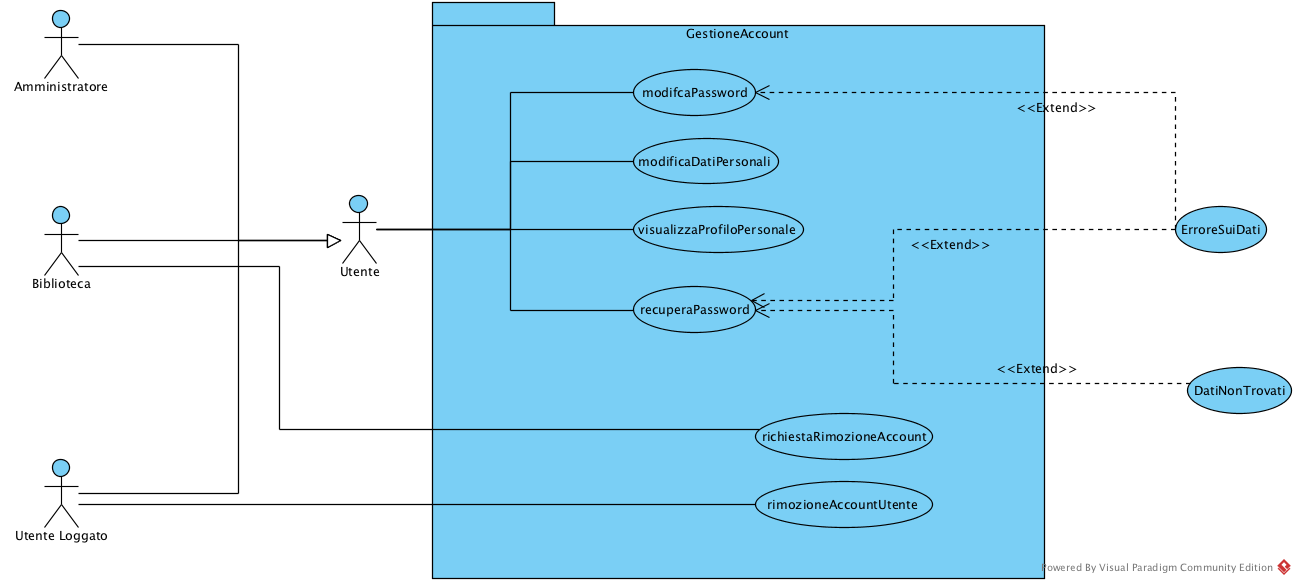 GestioneAccount
Amministratore
modifcaPassword
<<Extend>>
modificaDatiPersonali
visualizzaProfiloPersonale
ErroreSuiDati
<<Extend>>
Utente
Biblioteca
recuperaPassword
<<Extend>>
DatiNonTrovati
richiestaRimozioneAccount
rimozioneAccountUtente
Utente Loggato
Powered By Visual Paradigm Community Edition